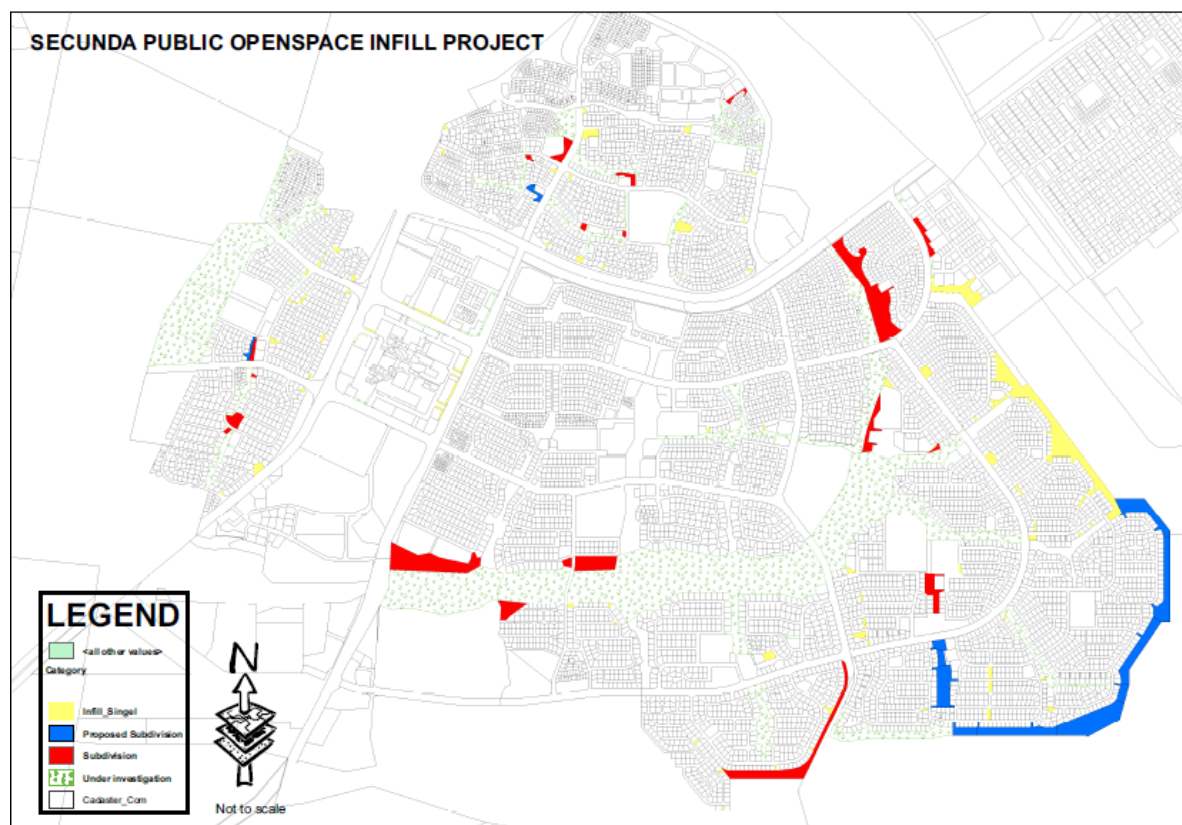 SECUNDA PUBLIC OPENSPACE INFILL PROJECT
LEGEND
<all other values>
Category
Infill_Singel
Proposed Subdivision
Subdivision
Under investigation
Cadaster_Com
N
Not to scale